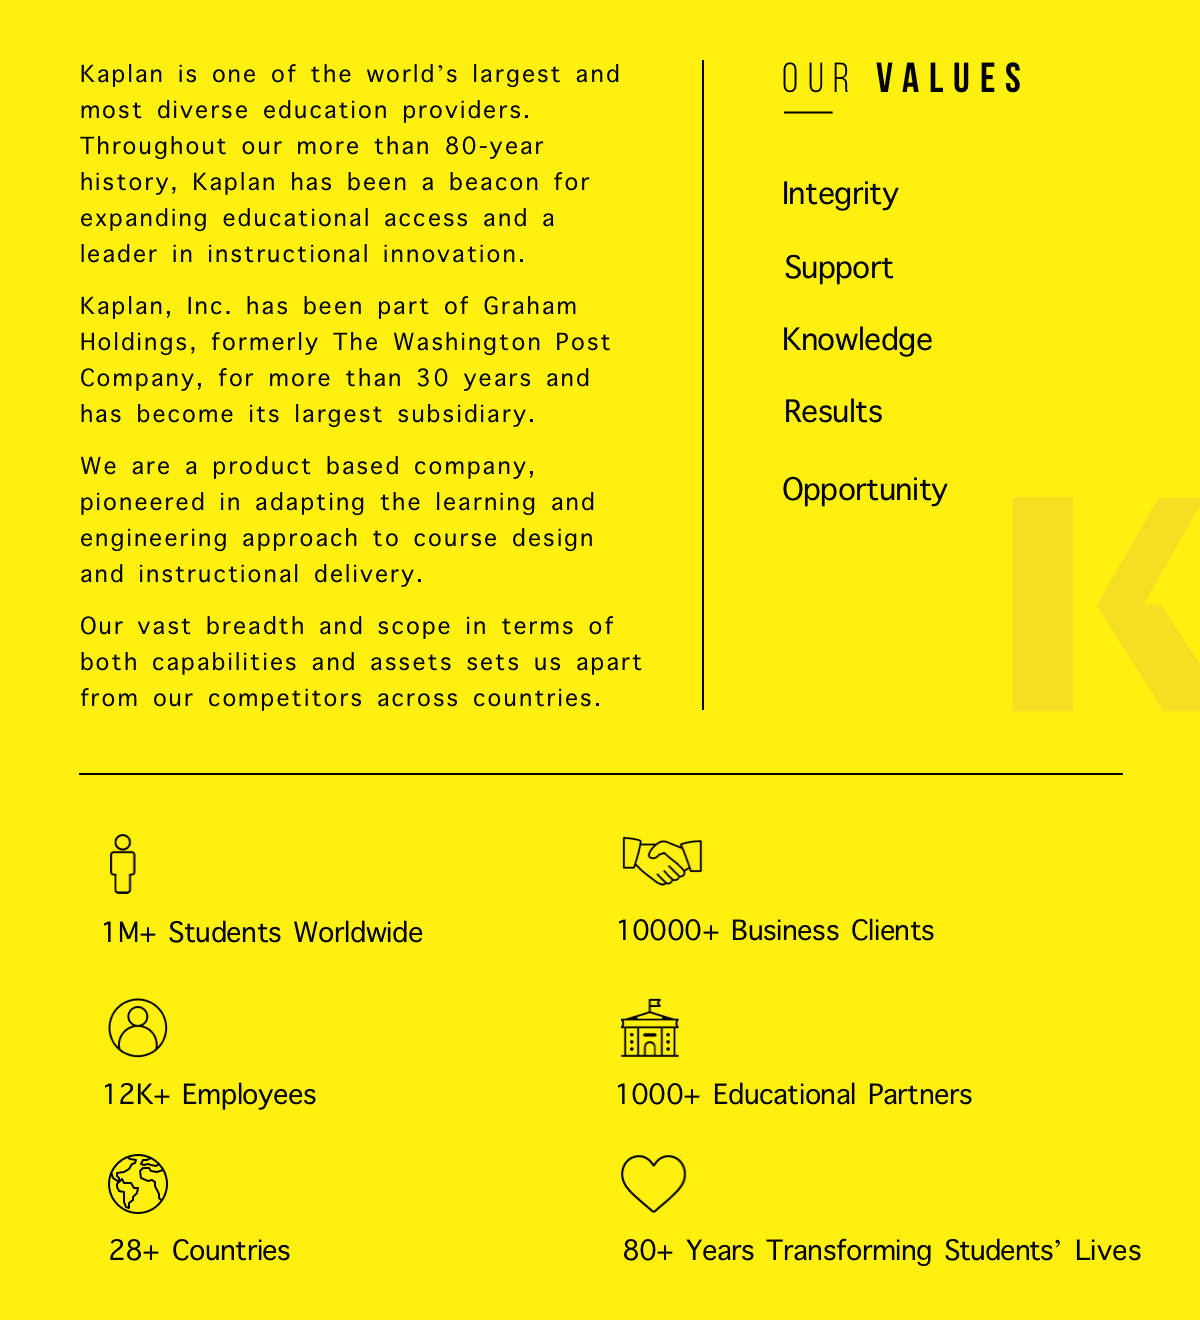 Kaplan is one of the world’s largest and
most diverse education providers.
Throughout our more than 80-year
history, Kaplan has been a beacon for
expanding educational access and a
leader in instructional innovation.
Kaplan, Inc. has been part of Graham
Holdings, formerly The Washington Post
Company, for more than 30 years and
has become its largest subsidiary.
We are a product based company,
pioneered in adapting the learning and
engineering approach to course design
and instructional delivery.
Our vast breadth and scope in terms of
both capabilities and assets sets us apart
from our competitors across countries.
OUR VALUES
Integrity
Support
Knowledge
Results
Opportunity
K
1M+ Students Worldwide
10000+ Business Clients
12K+ Employees
1000+ Educational Partners
28+ Countries
80+ Years Transforming Students’ Lives